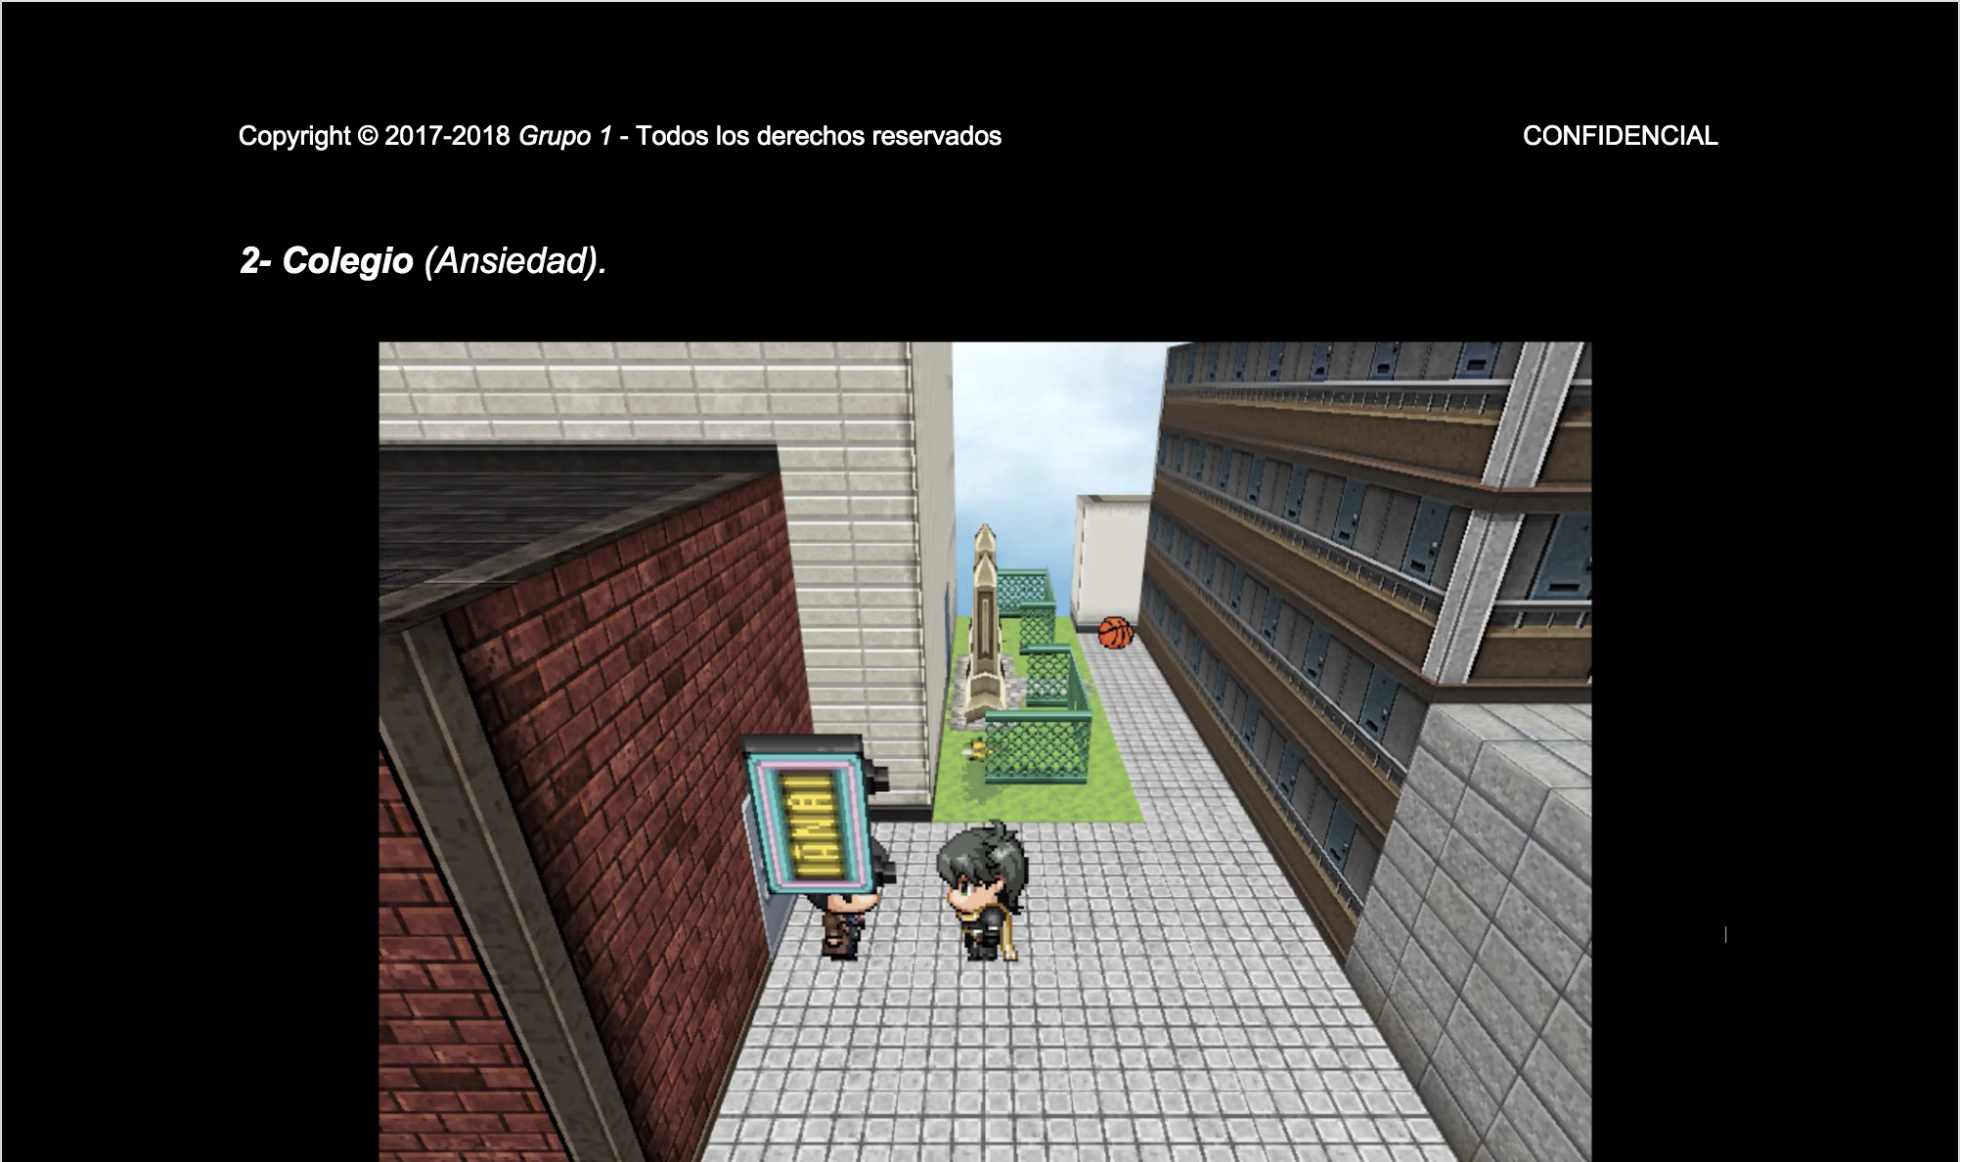 Copyright © 2017-2018 Grupo 1 - Todos los derechos reservados
CONFIDENCIAL
2- Colegio (Ansiedad).